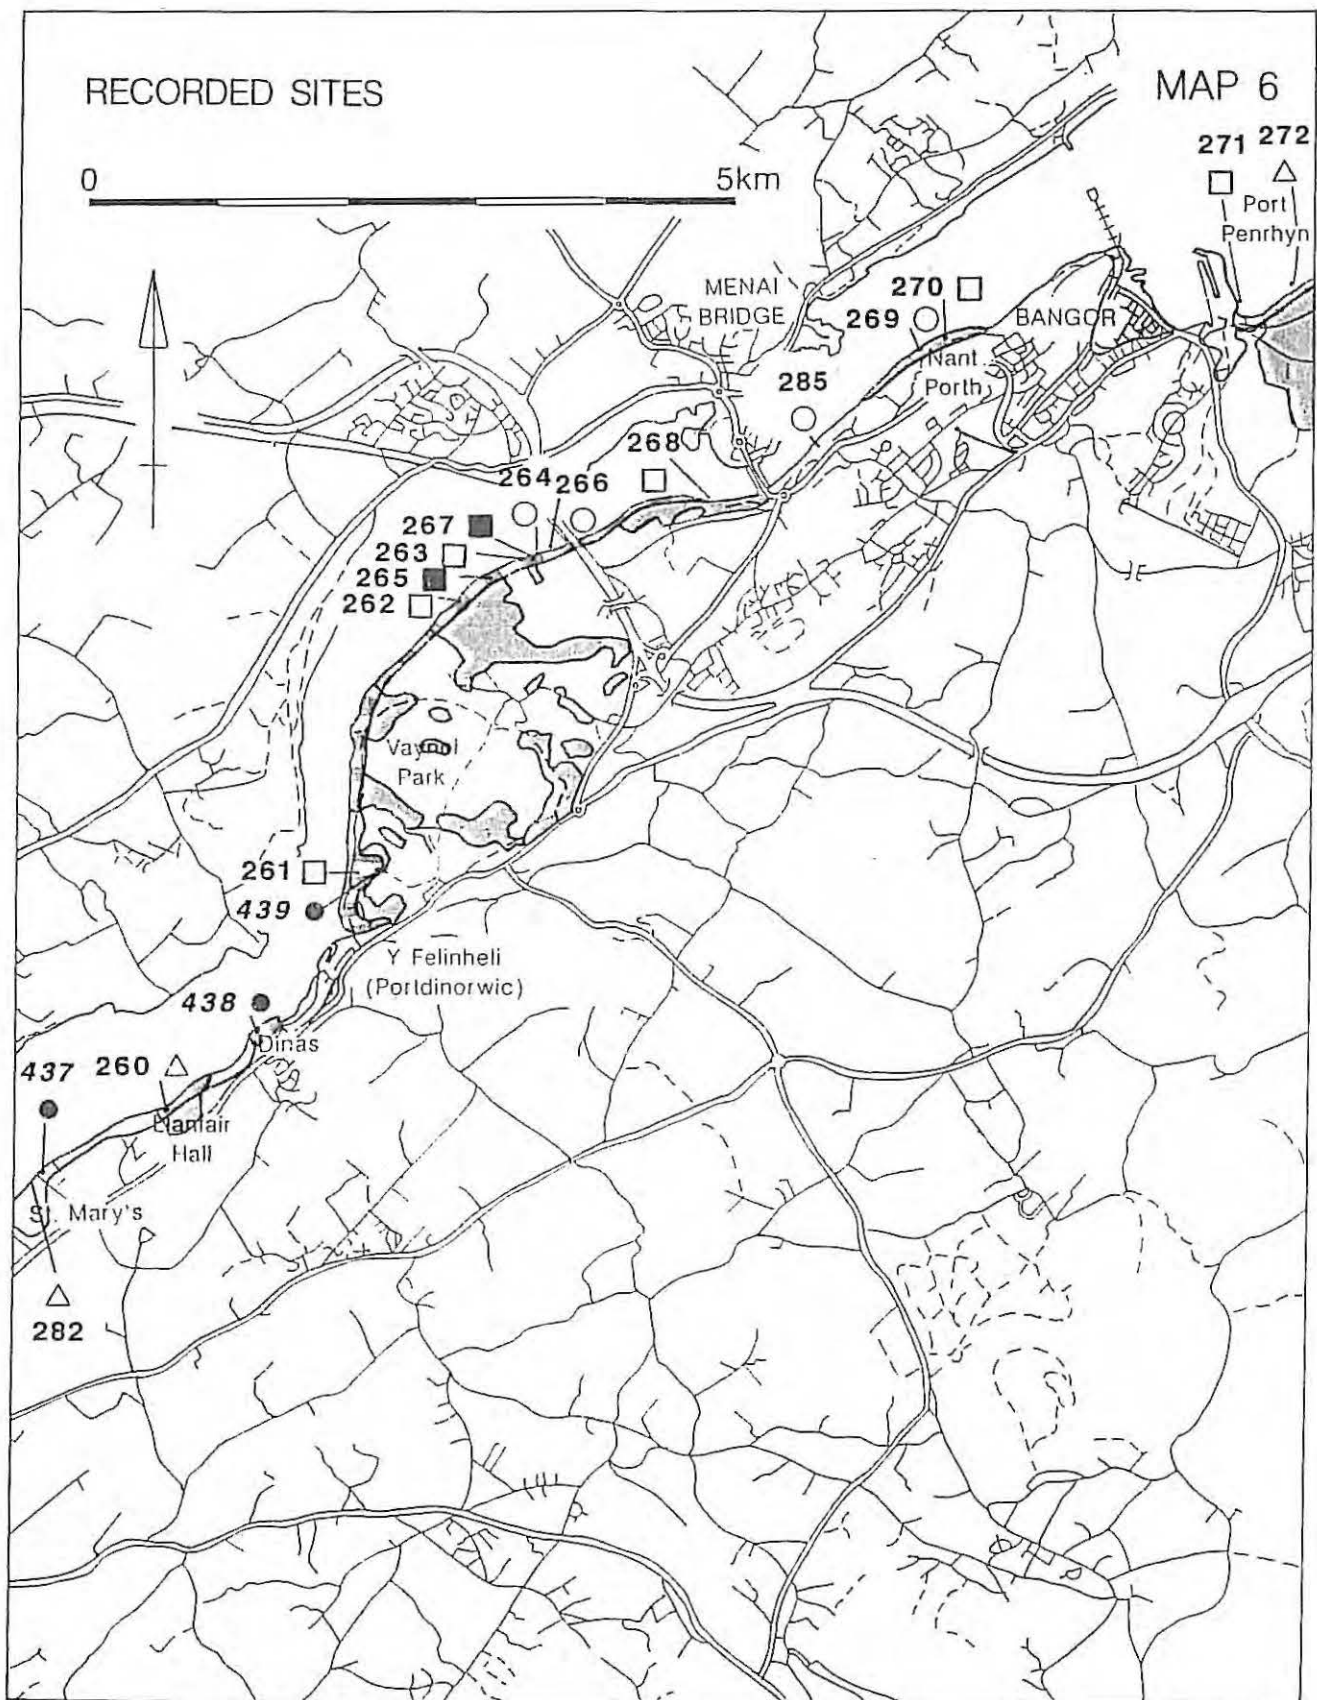 RECORDED SITES
MAP 6
0
5km
271
272
Port
Penrhyn
MENAI
BRIDGE
270
269
BANGOR
Nant
Porth
285
268
264
266
267
263
265
262
Vaynol
Park
261
439
Y Felinheli
(Portdinorwic)
438
Dinas
437
260
Llanfair
Hall
St. Mary's
282